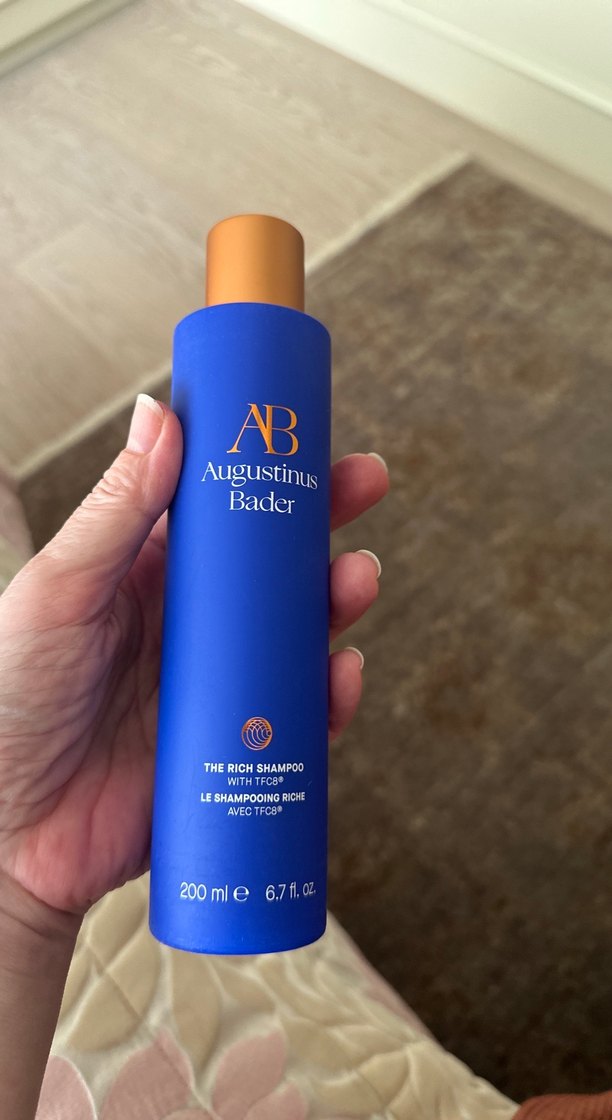 AB
Augustinus
Bader
THE RICH SHAMPOO
WITH TFC8®
LE SHAMPOOING RICHE
AVEC TFC8®
200 ml ℮ 6.7 fl. oz.